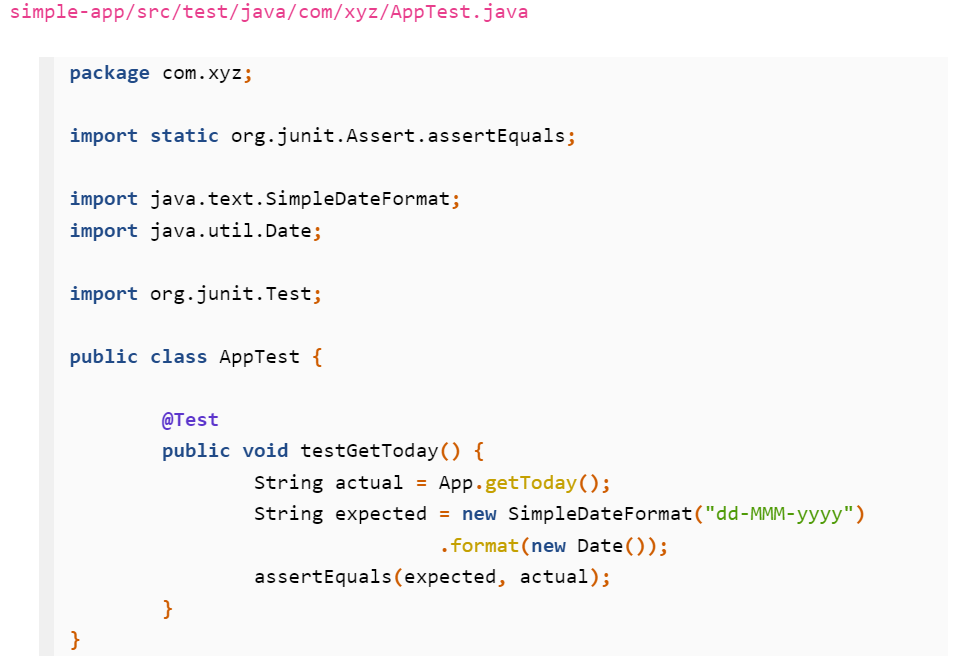 simple-app/src/test/java/com/xyz/AppTest.java
package com.xyz;
import static org.junit.Assert.assertEquals;
import java.text.SimpleDateFormat;
import java.util.Date;
import org.junit.Test;
public class AppTest {
@Test
public void testGetToday() {
String actual = App.getToday();
String expected = new SimpleDateFormat("dd-MMM-yyyy")
.format(new Date());
assertEquals(expected, actual);
}
}